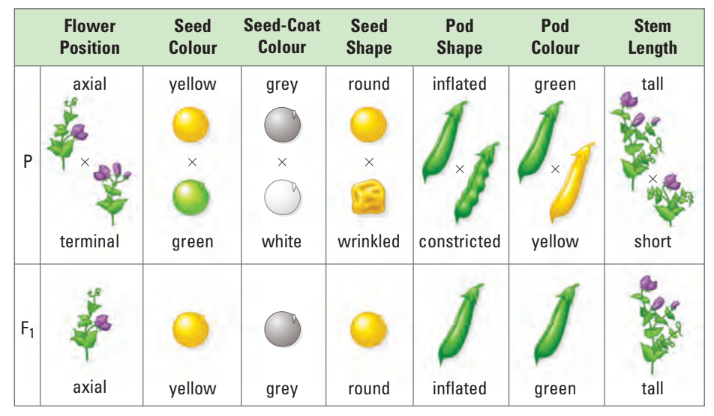 Flower Position
Seed Colour
Seed-Coat Colour
Seed Shape
Pod Shape
Pod Colour
Stem Length
P
axial
yellow
grey
round
inflated
green
tall
× × × × × × ×
terminal
green
white
wrinkled
constricted
yellow
short
F1
axial
yellow
grey
round
inflated
green
tall